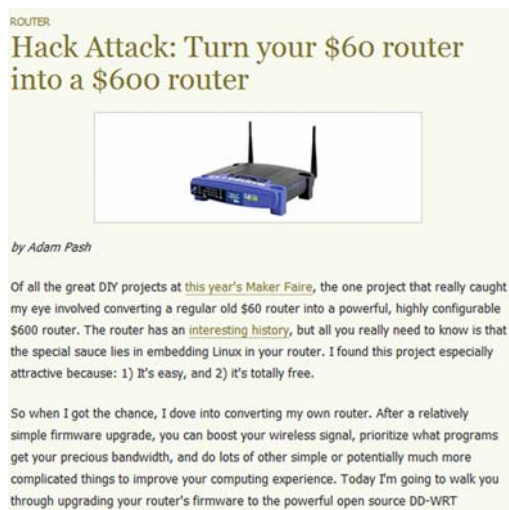 ROUTER
Hack Attack: Turn your $60 router
into a $600 router
by Adam Pash
Of all the great DIY projects at this year's Maker Faire, the one project that really caught
my eye involved converting a regular old $60 router into a powerful, highly configurable
$600 router. The router has an interesting history, but all you really need to know is that
the special sauce lies in embedding Linux in your router. I found this project especially
attractive because: 1) It's easy, and 2) it's totally free.
So when I got the chance, I dove into converting my own router. After a relatively
simple firmware upgrade, you can boost your wireless signal, prioritize what programs
get your precious bandwidth, and do lots of other simple or potentially much more
complicated things to improve your computing experience. Today I'm going to walk you
through upgrading your router's firmware to the powerful open source DD-WRT